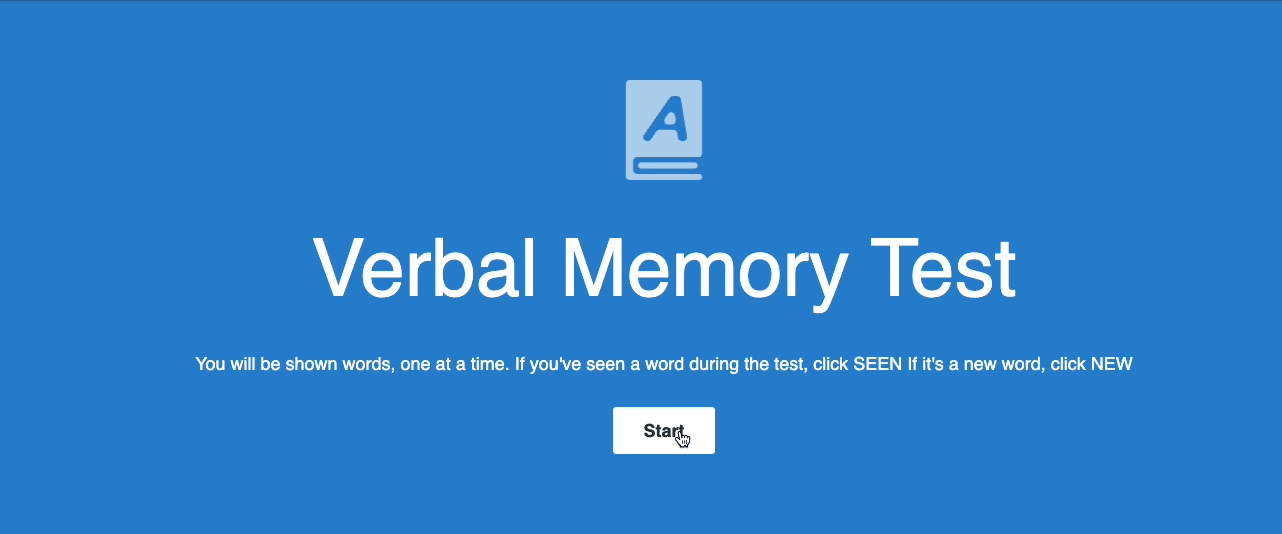 A
Verbal Memory Test
You will be shown words, one at a time. If you've seen a word during the test, click SEEN If it's a new word, click NEW
Start